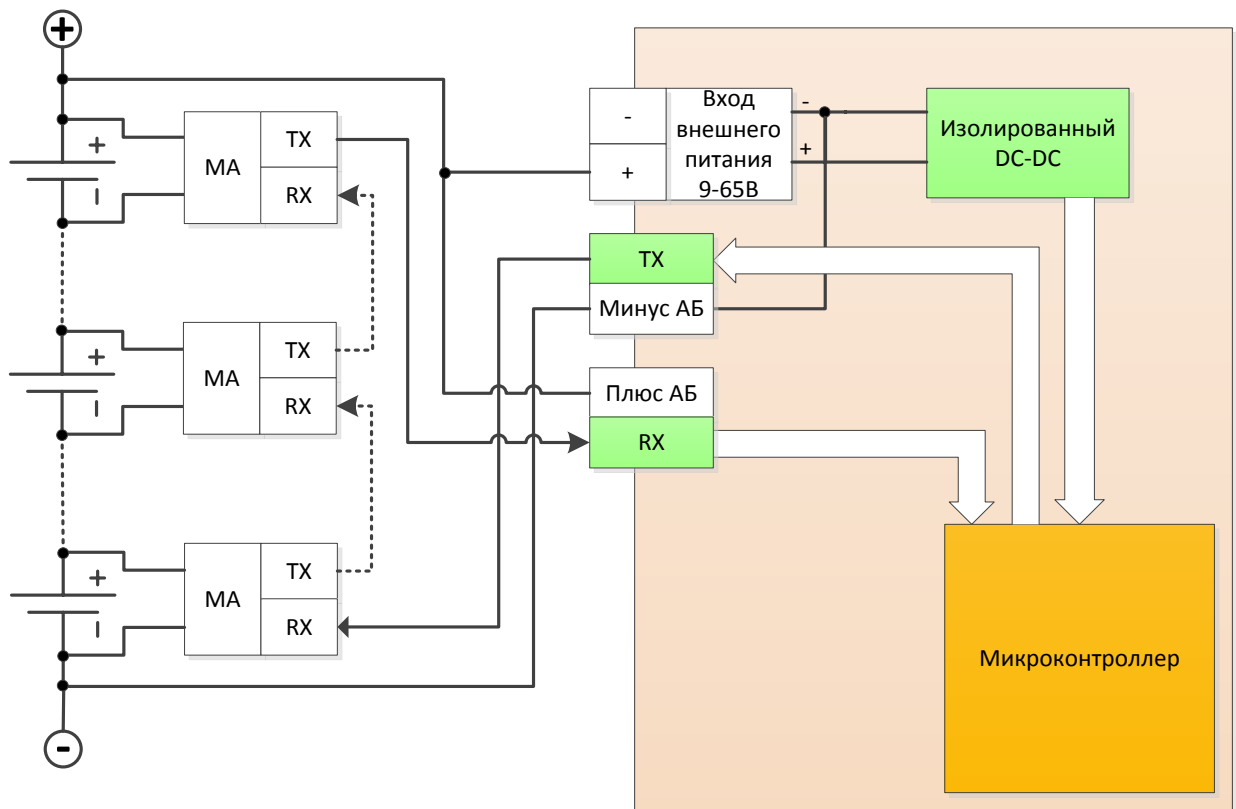 +
+
−
МА
TX
RX
+
−
МА
TX
RX
+
−
МА
TX
RX
-
-
+
Вход
внешнего
питания
9-65В
-
+
Изолированный
DC-DC
TX
Минус АБ
Плюс АБ
RX
Микроконтроллер